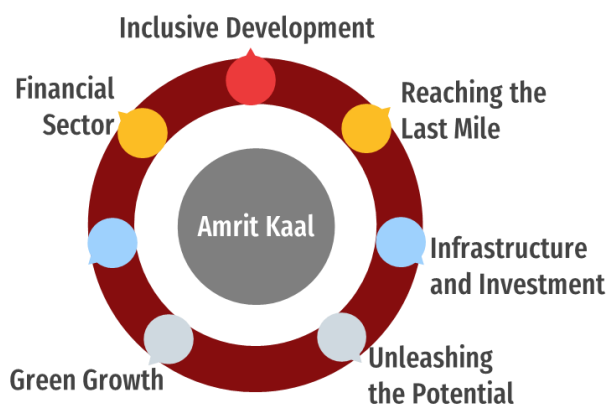 Inclusive Development
Financial
Sector
Reaching the
Last Mile
Amrit Kaal
Infrastructure
and Investment
Green Growth
Unleashing
the Potential